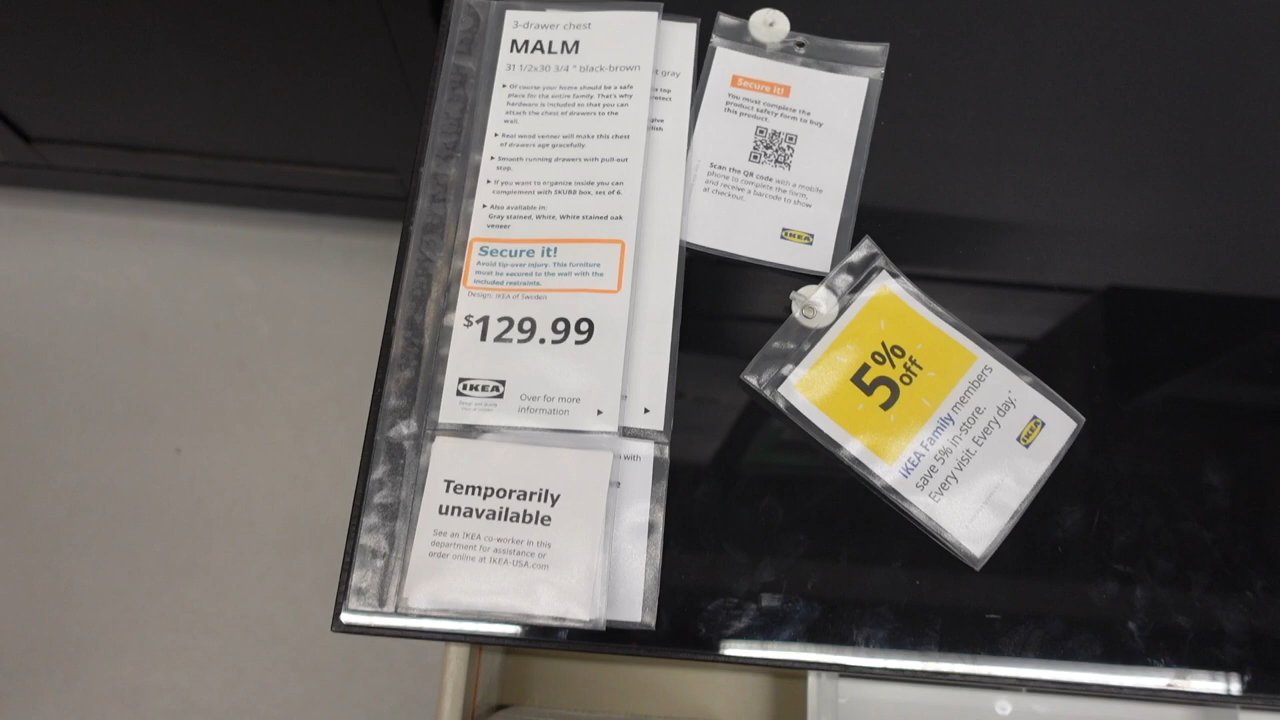 3-drawer chest
MALM
31 1/2x30 3/4 " black-brown
▶ Of course your home should be a safe
place for the entire family. That's why
hardware is included so that you can
attach the chest of drawers to the
wall.
▶ Real wood veneer will make this chest
of drawers age gracefully.
▶ Smooth running drawers with pull-out
stop.
▶ If you want to organize inside you can
complement with SKUBB box, set of 6.
▶ Also available in:
Gray stained, White, White stained oak
veneer
Secure it!
Avoid tip-over injury. This furniture
must be secured to the wall with the
included restraints.
Design: IKEA of Sweden
$129.99
IKEA
Over for more
information ▶
Temporarily
unavailable
See an IKEA co-worker in this
department for assistance or
order online at IKEA-USA.com
t gray
s top
give
▶
with
Secure it!
You must complete the
product safety form to buy
this product.
Scan the QR code with a mobile
phone to complete the form,
and receive a barcode to show
at checkout.
IKEA
5%
off
IKEA Family members
save 5% in-store.
Every visit. Every day.*
IKEA